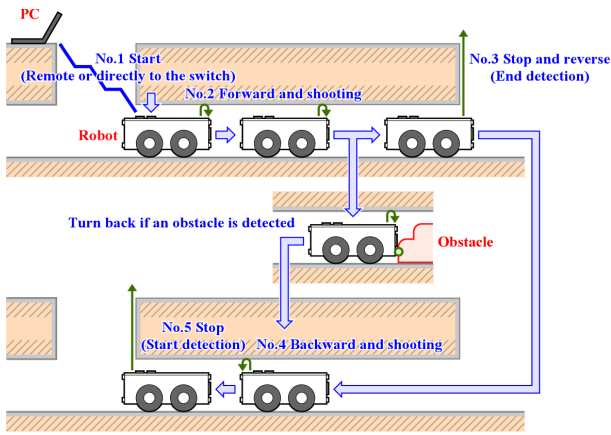 PC
No.1 Start
(Remote or directly to the switch)
No.2 Forward and shooting
No.3 Stop and reverse
(End detection)
Robot
Turn back if an obstacle is detected
Obstacle
No.5 Stop
(Start detection)
No.4 Backward and shooting